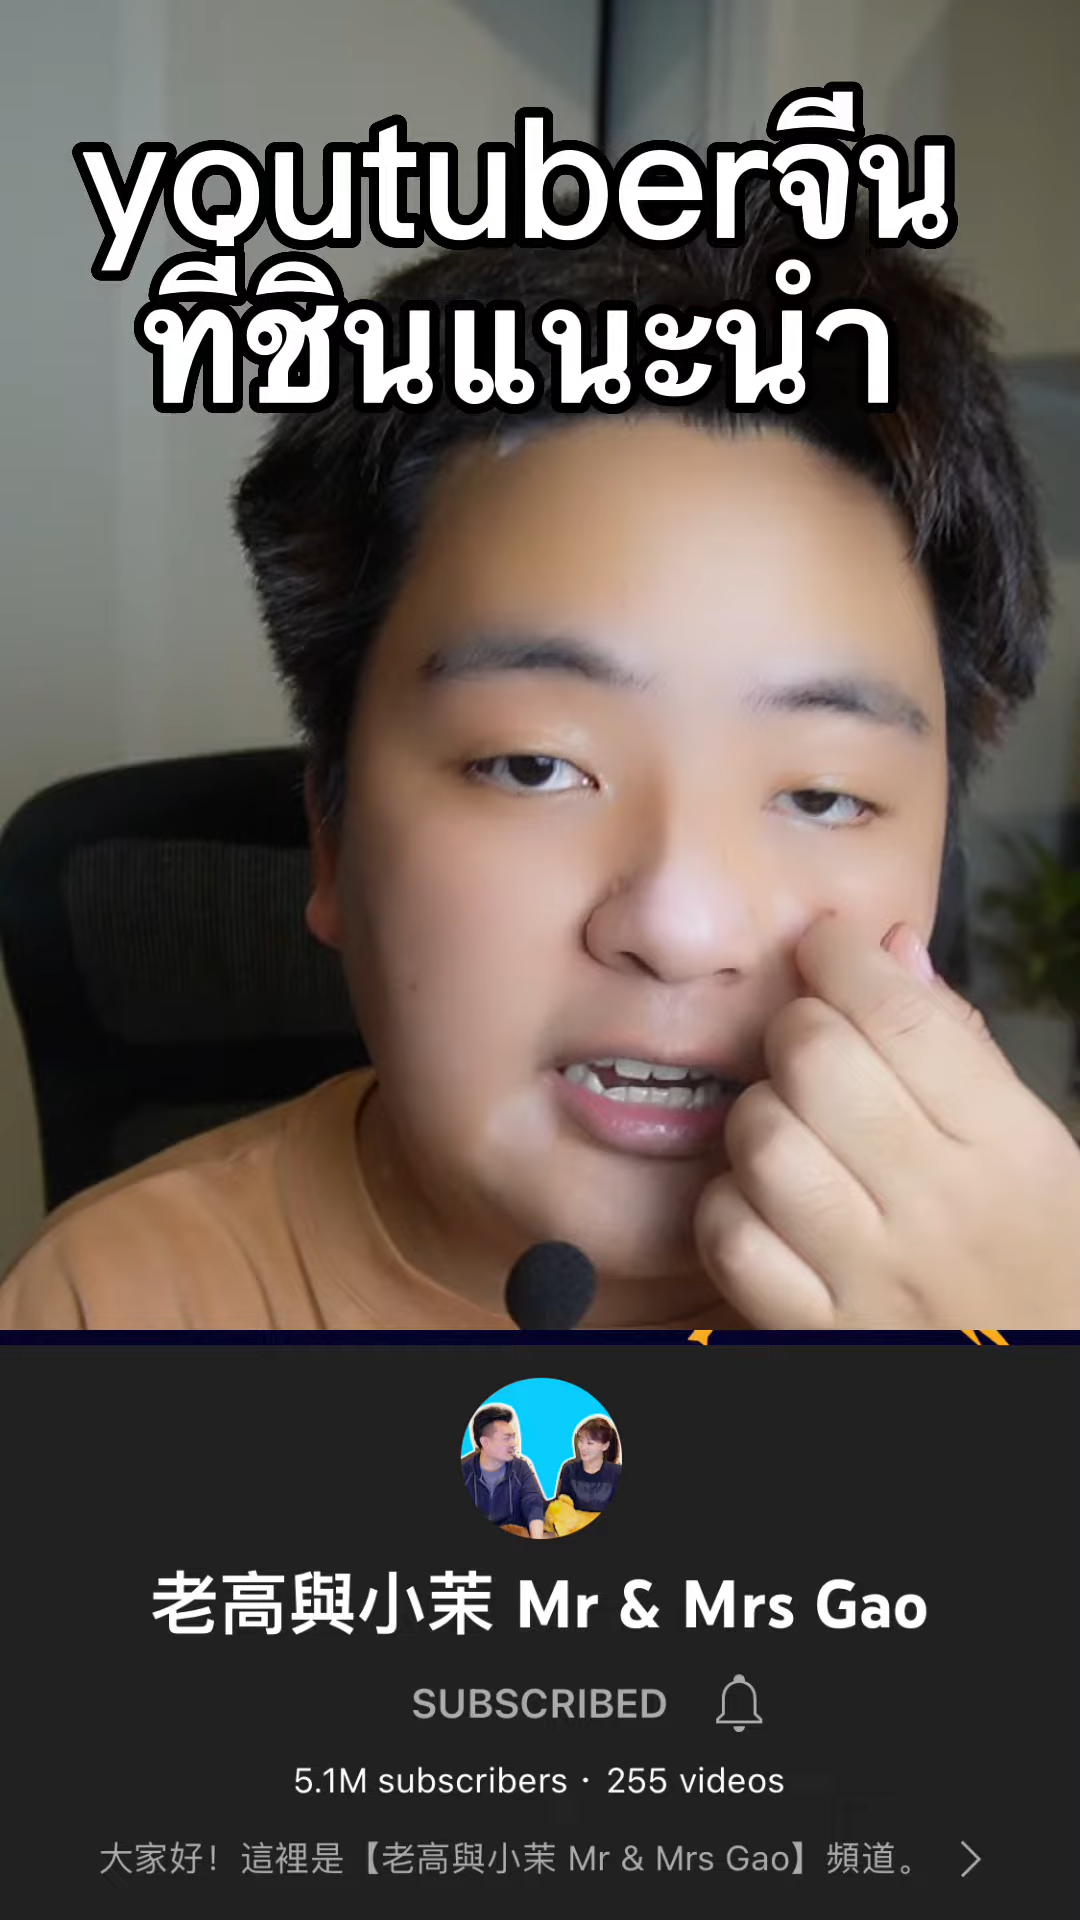 youtuberจีน
ที่ชินแนะนำ
老高與小茉 Mr & Mrs Gao
SUBSCRIBED
5.1M subscribers · 255 videos
大家好！這裡是【老高與小茉 Mr & Mrs Gao】頻道。